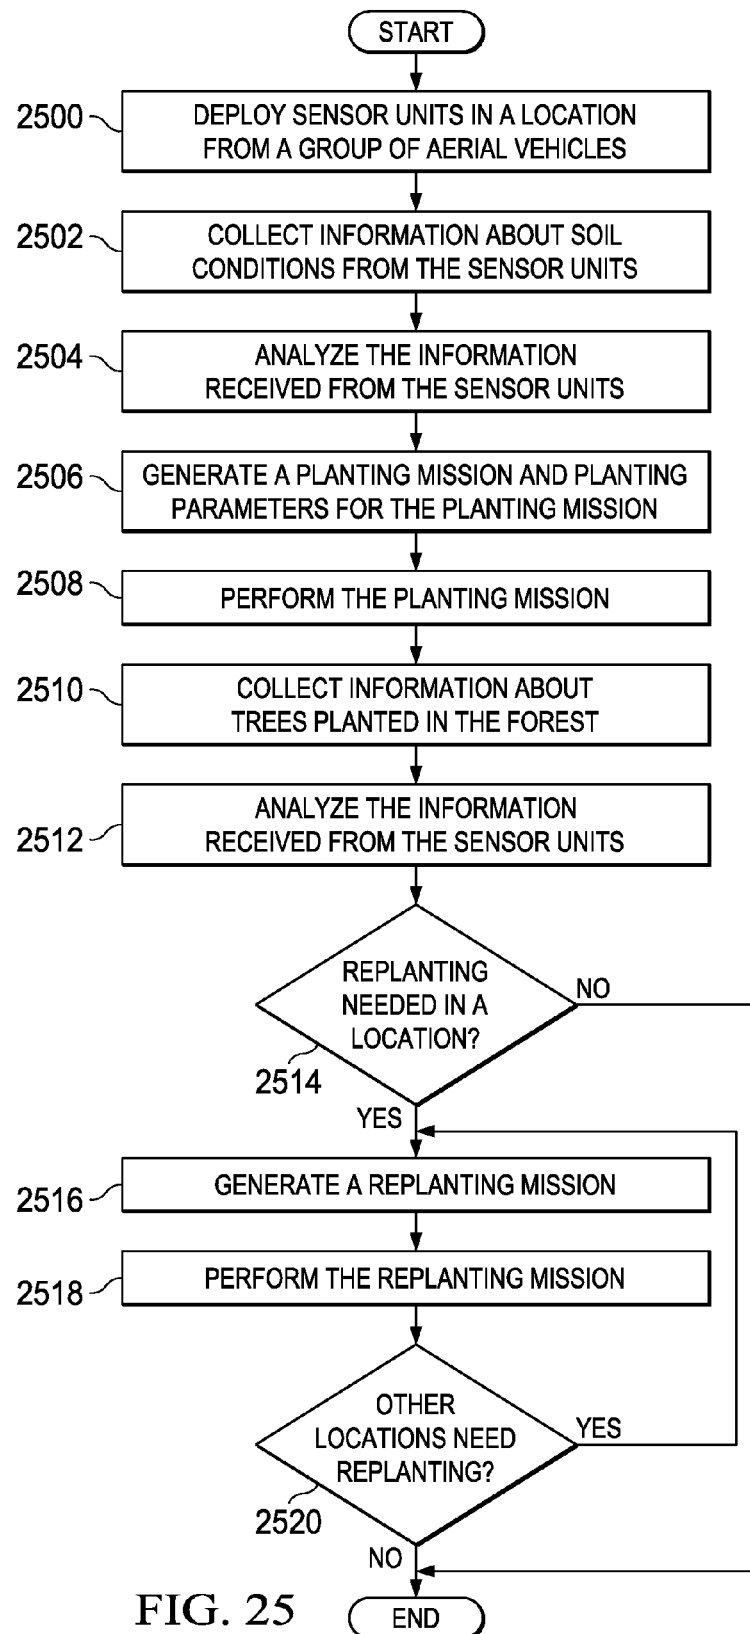 START
2500
DEPLOY SENSOR UNITS IN A LOCATION
FROM A GROUP OF AERIAL VEHICLES
2502
COLLECT INFORMATION ABOUT SOIL
CONDITIONS FROM THE SENSOR UNITS
2504
ANALYZE THE INFORMATION
RECEIVED FROM THE SENSOR UNITS
2506
GENERATE A PLANTING MISSION AND PLANTING
PARAMETERS FOR THE PLANTING MISSION
2508
PERFORM THE PLANTING MISSION
2510
COLLECT INFORMATION ABOUT
TREES PLANTED IN THE FOREST
2512
ANALYZE THE INFORMATION
RECEIVED FROM THE SENSOR UNITS
REPLANTING
NEEDED IN A
LOCATION?
NO
2514
YES
2516
GENERATE A REPLANTING MISSION
2518
PERFORM THE REPLANTING MISSION
OTHER
LOCATIONS NEED
REPLANTING?
YES
2520
NO
FIG. 25
END